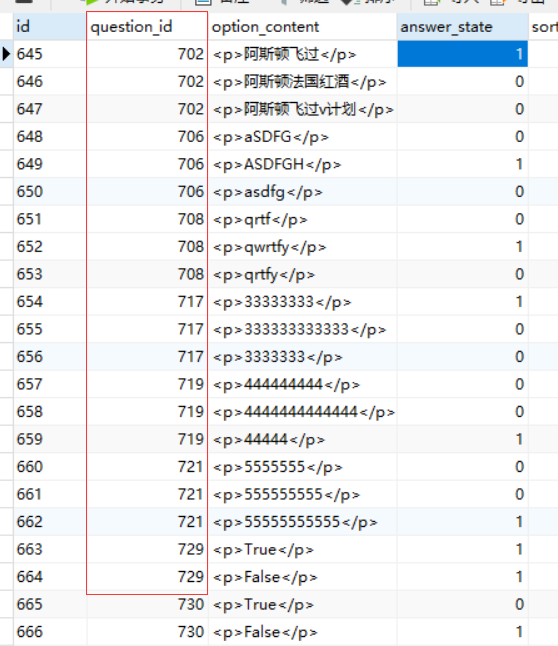 id question_id option_content answer_state sort
645 702 <p>阿斯顿飞过</p> 1
646 702 <p>阿斯顿法国红酒</p> 0
647 702 <p>阿斯顿飞过v计划</p> 0
648 706 <p>aSDFG</p> 0
649 706 <p>ASDFGH</p> 1
650 706 <p>asdfg</p> 0
651 708 <p>qrtf</p> 0
652 708 <p>qwrtfy</p> 1
653 708 <p>qrtfy</p> 0
654 717 <p>33333333</p> 1
655 717 <p>333333333333</p> 0
656 717 <p>3333333</p> 0
657 719 <p>444444444</p> 0
658 719 <p>4444444444444</p> 0
659 719 <p>44444</p> 1
660 721 <p>5555555</p> 0
661 721 <p>555555555</p> 0
662 721 <p>55555555555</p> 1
663 729 <p>True</p> 1
664 729 <p>False</p> 1
665 730 <p>True</p> 0
666 730 <p>False</p> 1